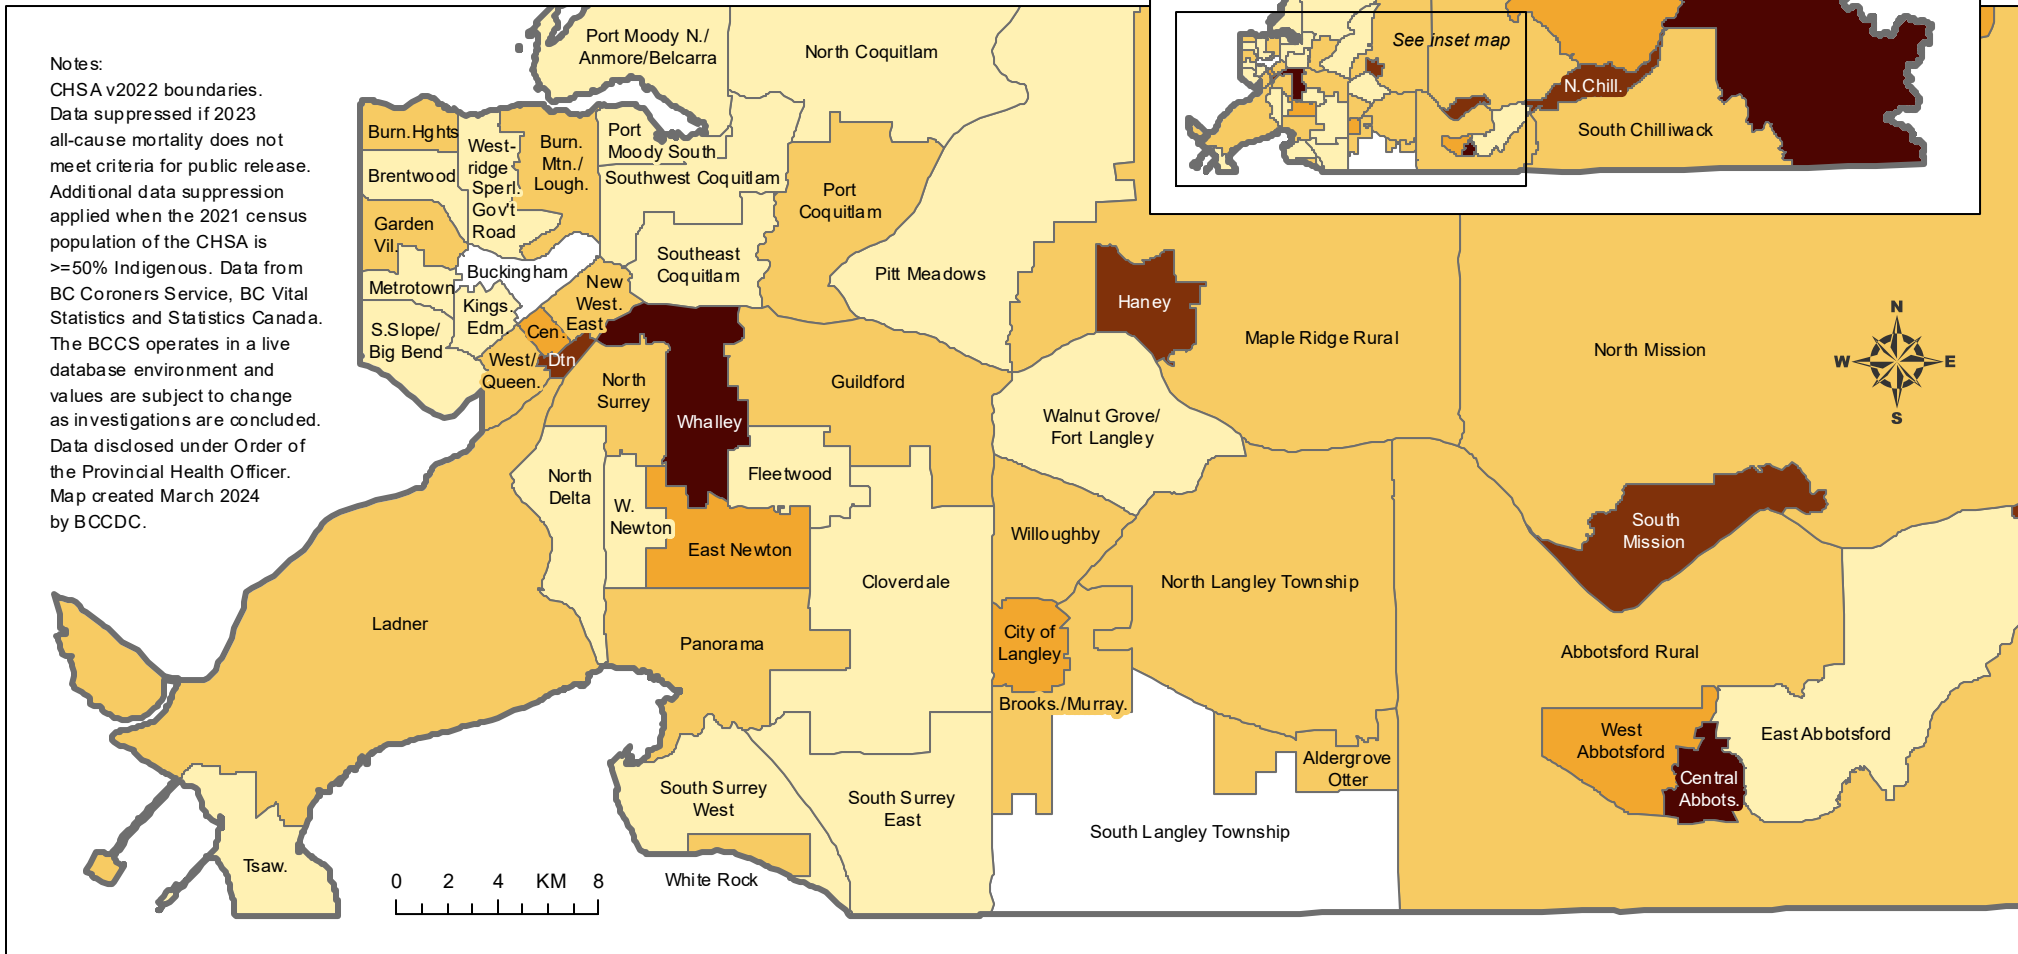 Notes:
CHSA v2022 boundaries.
Data suppressed if 2023
all-cause mortality does not
meet criteria for public release.
Additional data suppression
applied when the 2021 census
population of the CHSA is
>=50% Indigenous. Data from
BC Coroners Service, BC Vital
Statistics and Statistics Canada.
The BCCS operates in a live
database environment and
values are subject to change
as investigations are concluded.
Data disclosed under Order of
the Provincial Health Officer.
Map created March 2024
by BCCDC.
Port Moody N./
Anmore/Belcarra
North Coquitlam
See inset map
N.Chill.
South Chilliwack
Burn.Hghts
West-
ridge
Sperl.
Gov't
Road
Burn.
Mtn./
Lough.
Port
Moody South
Southwest Coquitlam
Brentwood
Garden
Vil.
Port
Coquitlam
Buckingham
Southeast
Coquitlam
Pitt Meadows
Metrotown
Kings.
Edm.
New
West.
East
Haney
Cen.
S.Slope/
Big Bend
West/
Queen.
Dtn
North
Surrey
Guildford
Maple Ridge Rural
North Mission
N
W
E
S
Whalley
Walnut Grove/
Fort Langley
North
Delta
W.
Newton
Fleetwood
East Newton
Willoughby
South
Mission
Cloverdale
North Langley Township
Ladner
Panorama
City of
Langley
Abbotsford Rural
Brooks./Murray.
West
Abbotsford
East Abbotsford
Aldergrove
Otter
Central
Abbots.
South Surrey
West
South Surrey
East
South Langley Township
Tsaw.
White Rock
0 2 4 KM 8